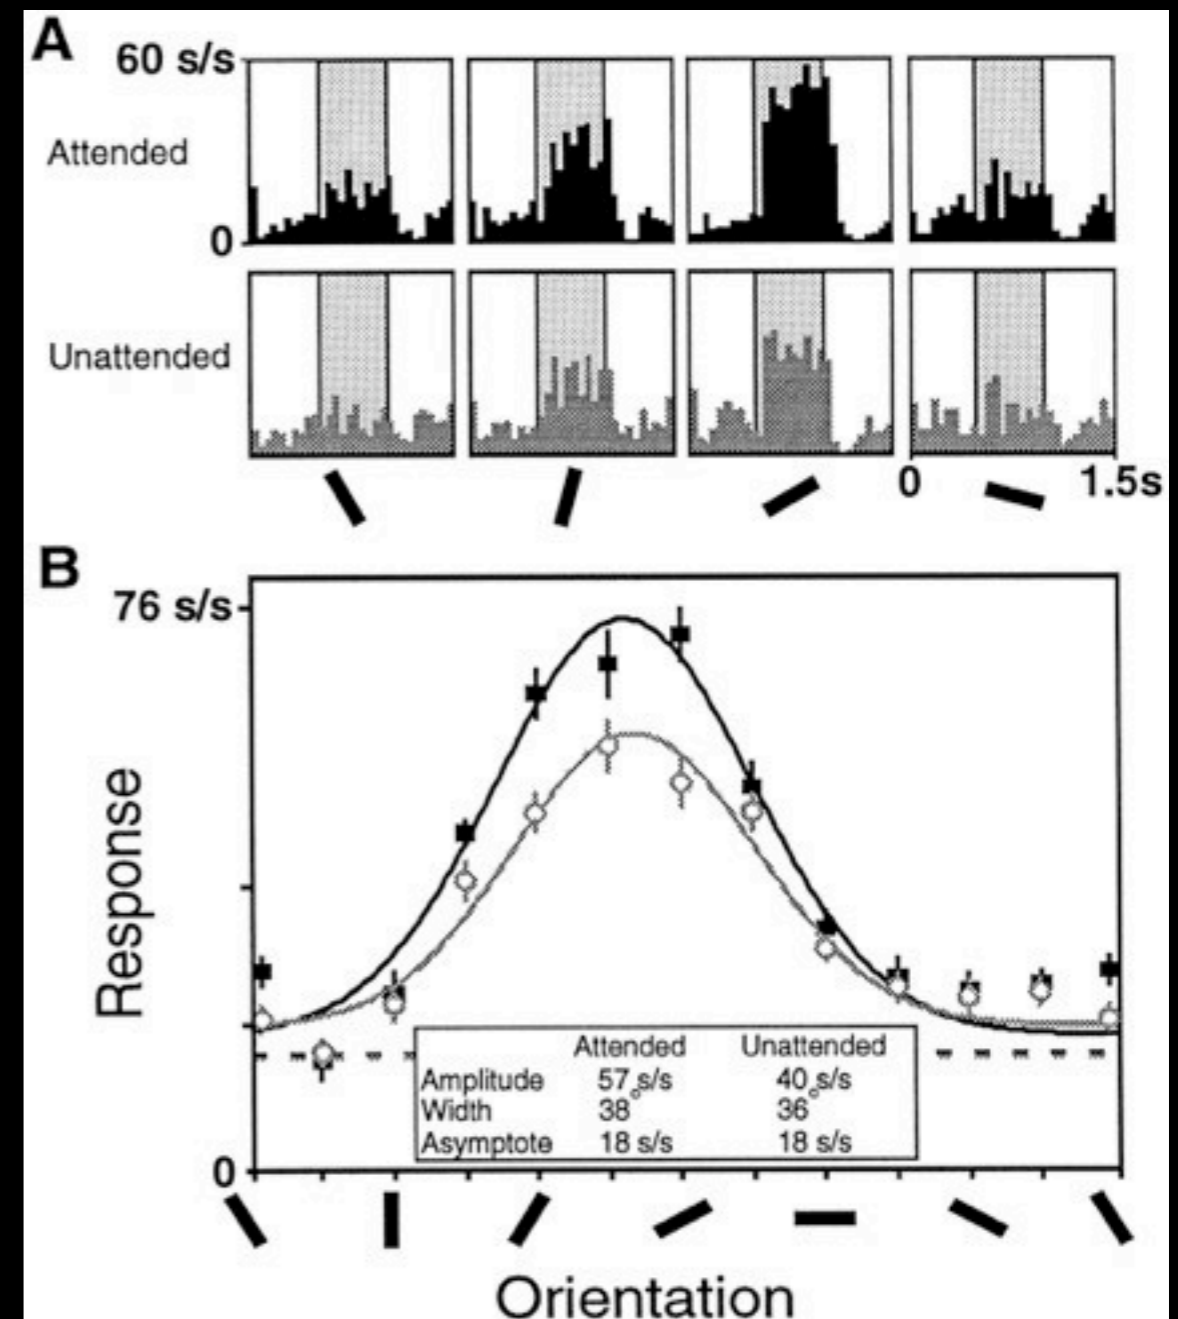 A
60 s/s
Attended
0
Unattended
0 1.5s
B
76 s/s
Response
Attended Unattended
Amplitude 57 s/s 40 s/s
Width 38° 36°
Asymptote 18 s/s 18 s/s
0
Orientation